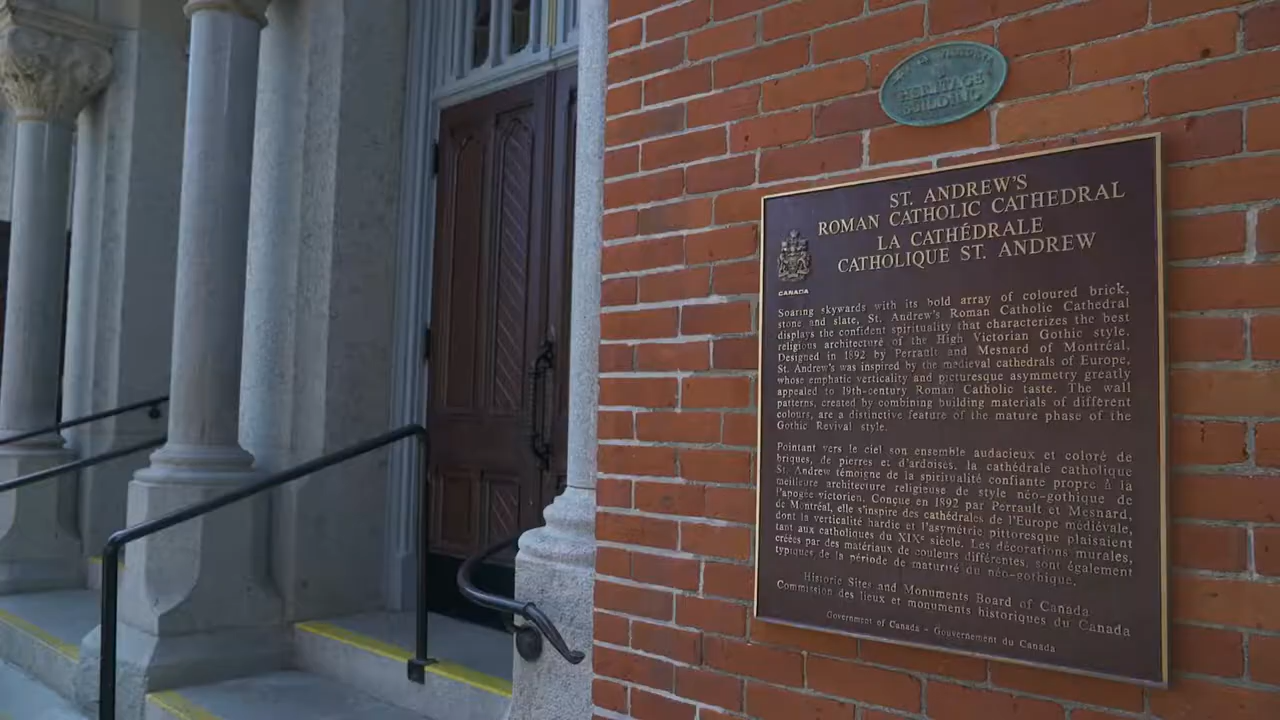 HERITAGE
BUILDING
ST. ANDREW'S
ROMAN CATHOLIC CATHEDRAL
LA CATHÉDRALE
CATHOLIQUE ST. ANDREW
CANADA
Soaring skywards with its bold array of coloured brick,
stone and slate, St. Andrew's Roman Catholic Cathedral
displays the confident spirituality that characterizes the best
religious architecture of the High Victorian Gothic style.
Designed in 1892 by Perrault and Mesnard of Montréal,
St. Andrew's was inspired by the medieval cathedrals of Europe,
whose emphatic verticality and picturesque asymmetry greatly
appealed to 19th-century Roman Catholic taste. The wall
patterns, created by combining building materials of different
colours, are a distinctive feature of the mature phase of the
Gothic Revival style.
Pointant vers le ciel son ensemble audacieux et coloré de
briques, de pierres et d'ardoises, la cathédrale catholique
St. Andrew témoigne de la spiritualité confiante propre à la
meilleure architecture religieuse de style néo-gothique de
l'apogée victorien. Conçue en 1892 par Perrault et Mesnard,
de Montréal, elle s'inspire des cathédrales de l'Europe médiévale,
dont la verticalité hardie et l'asymétrie pittoresque plaisaient
tant aux catholiques du XIXe siècle. Les décorations murales,
créées par des matériaux de couleurs différentes, sont également
typiques de la période de maturité du néo-gothique.
Historic Sites and Monuments Board of Canada
Commission des lieux et monuments historiques du Canada
Government of Canada - Gouvernement du Canada